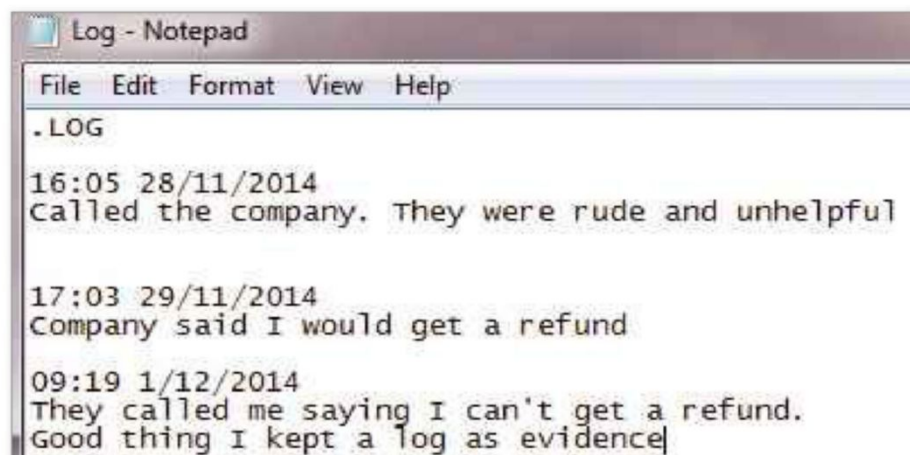 Log - Notepad
File Edit Format View Help
.LOG
16:05 28/11/2014
Called the company. They were rude and unhelpful
17:03 29/11/2014
Company said I would get a refund
09:19 1/12/2014
They called me saying I can't get a refund.
Good thing I kept a log as evidence